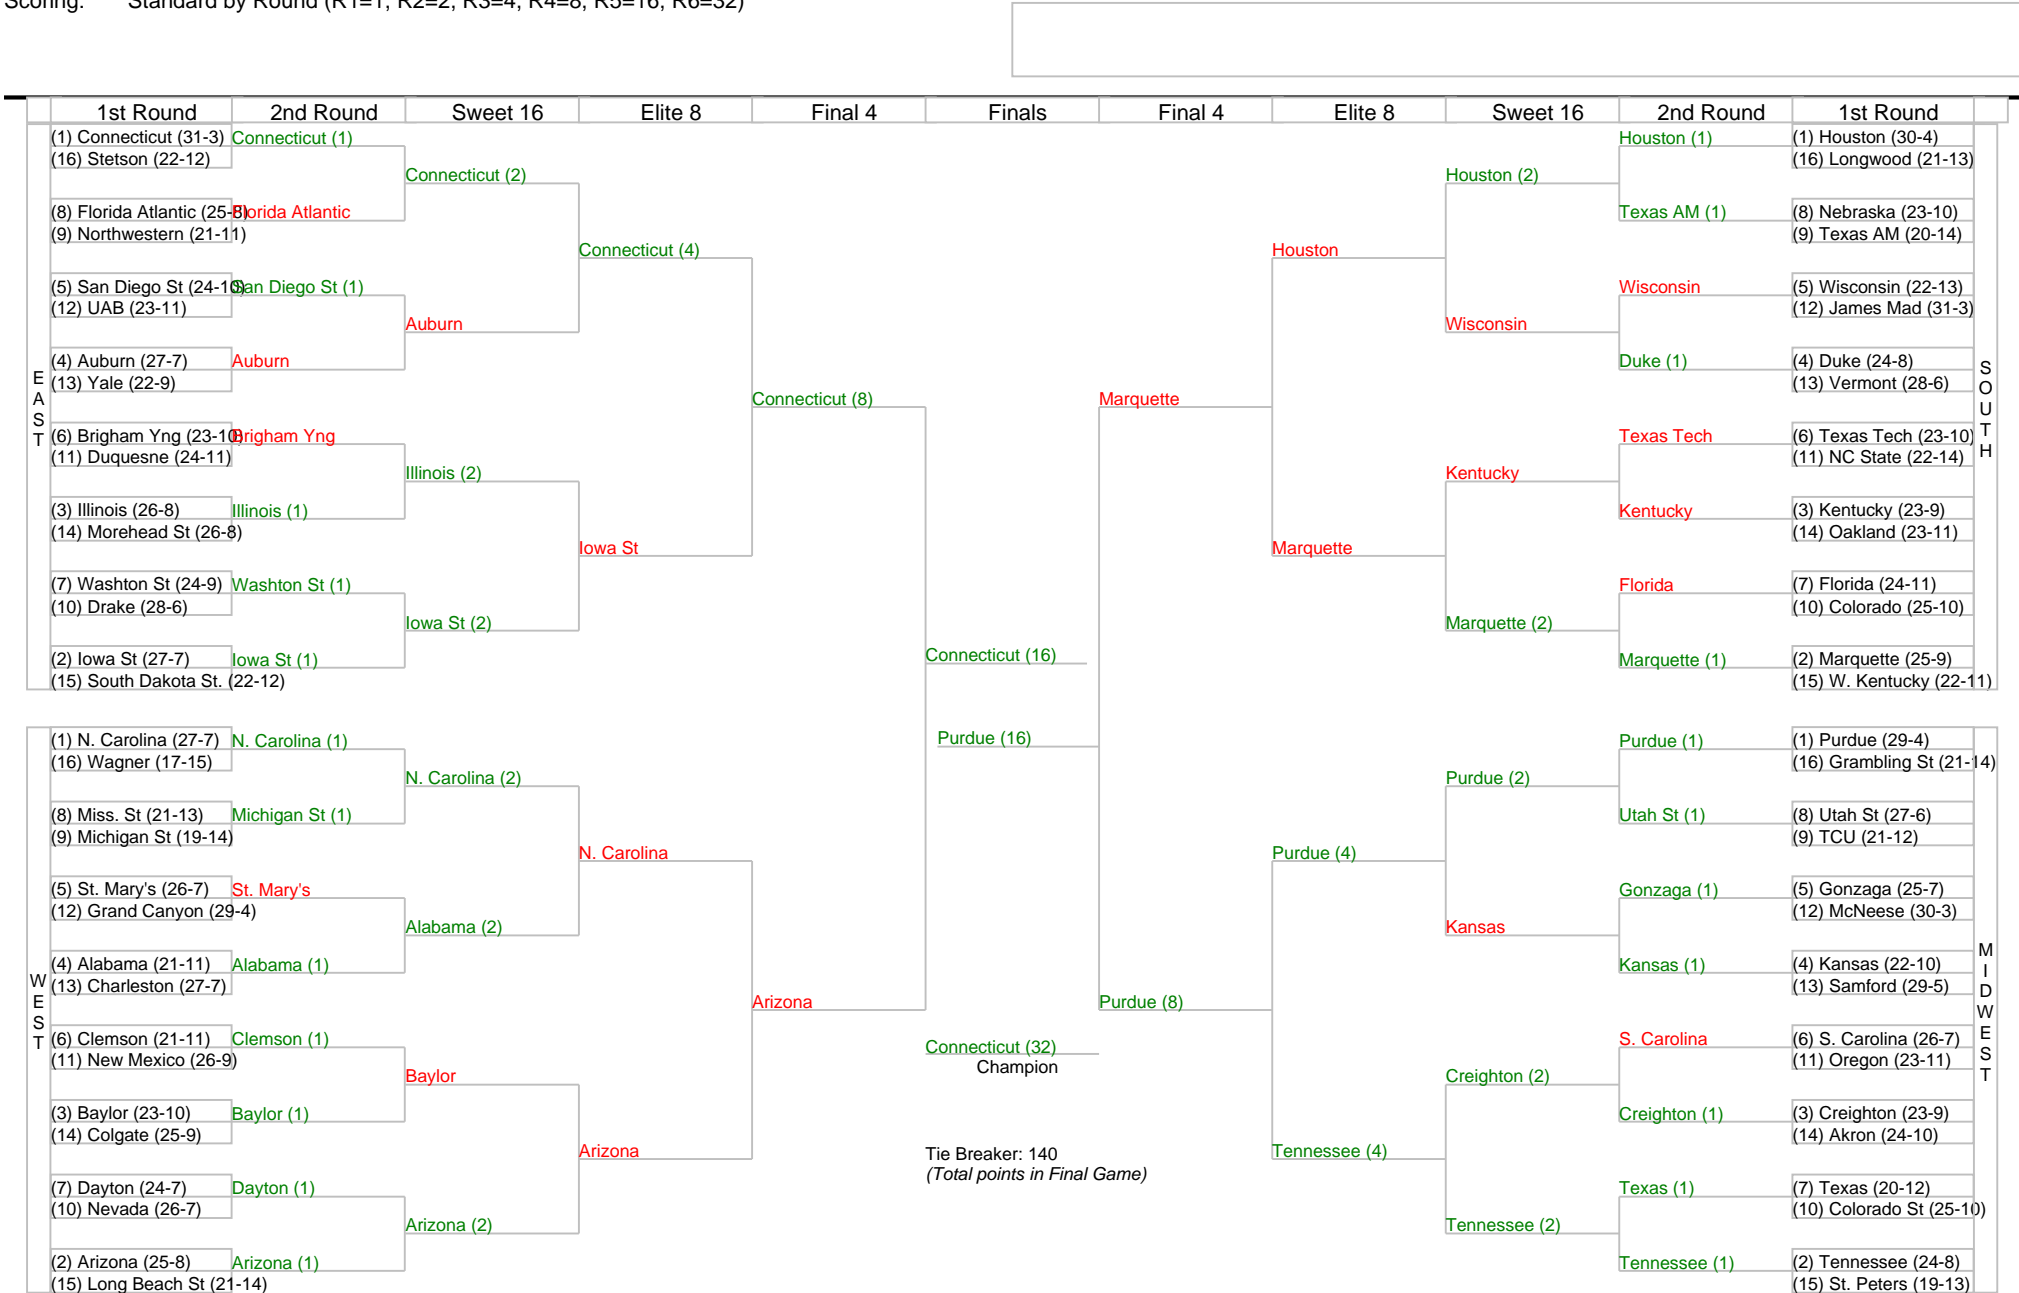 Scoring: Standard by Round (R1=1, R2=2, R3=4, R4=8, R5=16, R6=32)
1st Round 2nd Round Sweet 16 Elite 8 Final 4 Finals Final 4 Elite 8 Sweet 16 2nd Round 1st Round
EAST
(1) Connecticut (31-3)
(16) Stetson (22-12)
(8) Florida Atlantic (25-8)
(9) Northwestern (21-11)
(5) San Diego St (24-10)
(12) UAB (23-11)
(4) Auburn (27-7)
(13) Yale (22-9)
(6) Brigham Yng (23-10)
(11) Duquesne (24-11)
(3) Illinois (26-8)
(14) Morehead St (26-8)
(7) Washton St (24-9)
(10) Drake (28-6)
(2) Iowa St (27-7)
(15) South Dakota St. (22-12)
Connecticut (1)
Florida Atlantic
San Diego St (1)
Auburn
Brigham Yng
Illinois (1)
Washton St (1)
Iowa St (1)
Connecticut (2)
Auburn
Illinois (2)
Iowa St (2)
Connecticut (4)
Iowa St
Connecticut (8)
WEST
(1) N. Carolina (27-7)
(16) Wagner (17-15)
(8) Miss. St (21-13)
(9) Michigan St (19-14)
(5) St. Mary's (26-7)
(12) Grand Canyon (29-4)
(4) Alabama (21-11)
(13) Charleston (27-7)
(6) Clemson (21-11)
(11) New Mexico (26-9)
(3) Baylor (23-10)
(14) Colgate (25-9)
(7) Dayton (24-7)
(10) Nevada (26-7)
(2) Arizona (25-8)
(15) Long Beach St (21-14)
N. Carolina (1)
Michigan St (1)
St. Mary's
Alabama (1)
Clemson (1)
Baylor (1)
Dayton (1)
Arizona (1)
N. Carolina (2)
Alabama (2)
Baylor
Arizona (2)
N. Carolina
Arizona
Arizona
Connecticut (16)
Purdue (16)
Connecticut (32)
Champion
Tie Breaker: 140
(Total points in Final Game)
Marquette
Houston
Marquette
Houston (2)
Wisconsin
Kentucky
Marquette (2)
Houston (1)
Texas AM (1)
Wisconsin
Duke (1)
Texas Tech
Kentucky
Florida
Marquette (1)
(1) Houston (30-4)
(16) Longwood (21-13)
(8) Nebraska (23-10)
(9) Texas AM (20-14)
(5) Wisconsin (22-13)
(12) James Mad (31-3)
(4) Duke (24-8)
(13) Vermont (28-6)
(6) Texas Tech (23-10)
(11) NC State (22-14)
(3) Kentucky (23-9)
(14) Oakland (23-11)
(7) Florida (24-11)
(10) Colorado (25-10)
(2) Marquette (25-9)
(15) W. Kentucky (22-11)
SOUTH
Purdue (8)
Purdue (4)
Tennessee (4)
Purdue (2)
Kansas
Creighton (2)
Tennessee (2)
Purdue (1)
Utah St (1)
Gonzaga (1)
Kansas (1)
S. Carolina
Creighton (1)
Texas (1)
Tennessee (1)
(1) Purdue (29-4)
(16) Grambling St (21-14)
(8) Utah St (27-6)
(9) TCU (21-12)
(5) Gonzaga (25-7)
(12) McNeese (30-3)
(4) Kansas (22-10)
(13) Samford (29-5)
(6) S. Carolina (26-7)
(11) Oregon (23-11)
(3) Creighton (23-9)
(14) Akron (24-10)
(7) Texas (20-12)
(10) Colorado St (25-10)
(2) Tennessee (24-8)
(15) St. Peters (19-13)
MIDWEST